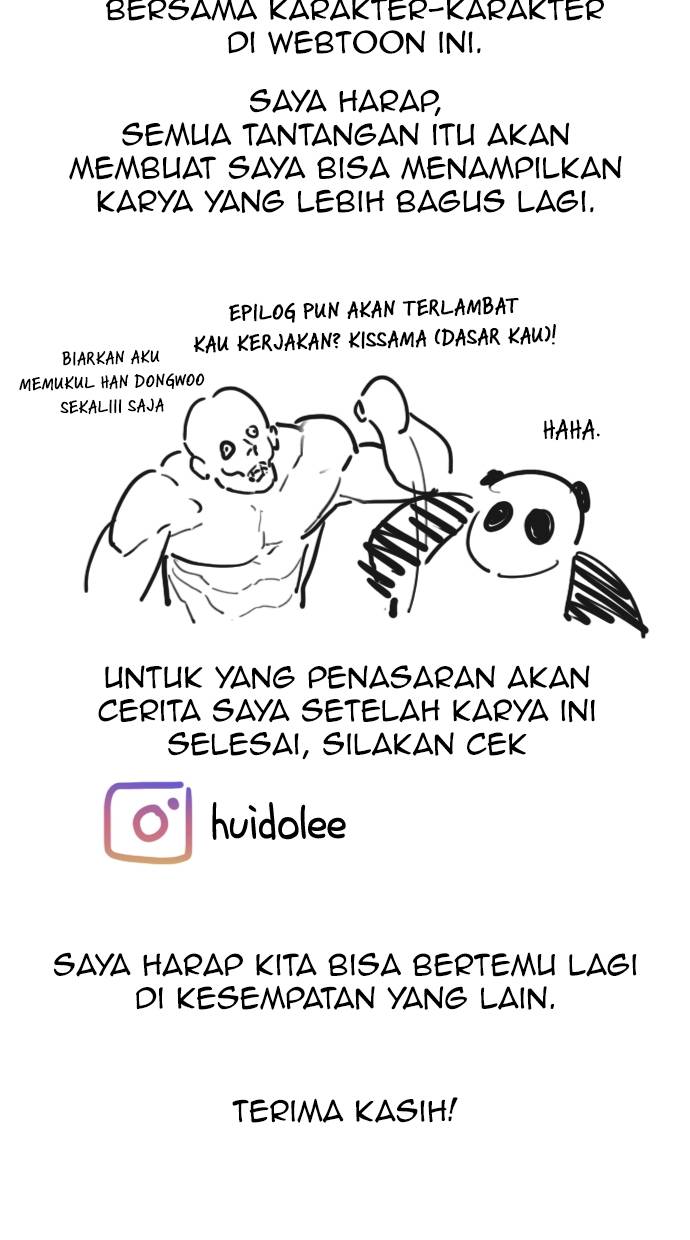 BERSAMA KARAKTER-KARAKTER
DI WEBTOON INI.
SAYA HARAP,
SEMUA TANTANGAN ITU AKAN
MEMBUAT SAYA BISA MENAMPILKAN
KARYA YANG LEBIH BAGUS LAGI.
EPILOG PUN AKAN TERLAMBAT
KAU KERJAKAN? KISSAMA (DASAR KAU)!
BIARKAN AKU
MEMUKUL HAN DONGWOO
SEKALIII SAJA
HAHA.
UNTUK YANG PENASARAN AKAN
CERITA SAYA SETELAH KARYA INI
SELESAI, SILAKAN CEK
huidolee
SAYA HARAP KITA BISA BERTEMU LAGI
DI KESEMPATAN YANG LAIN.
TERIMA KASIH!